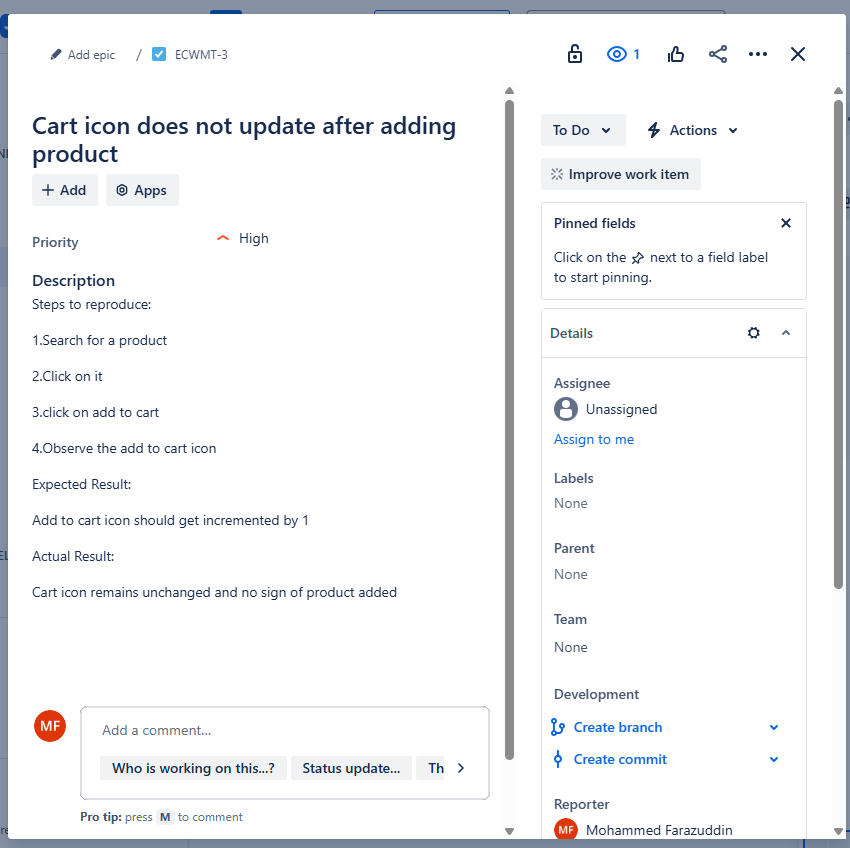 Add epic / ECWMT-3
1
Cart icon does not update after adding
product
Add
Apps
Priority
High
Description
Steps to reproduce:
1.Search for a product
2.Click on it
3.click on add to cart
4.Observe the add to cart icon
Expected Result:
Add to cart icon should get incremented by 1
Actual Result:
Cart icon remains unchanged and no sign of product added
MF
Add a comment...
Who is working on this...?
Status update...
Th
Pro tip: press M to comment
To Do
Actions
Improve work item
Pinned fields
Click on the next to a field label
to start pinning.
Details
Assignee
Unassigned
Assign to me
Labels
None
Parent
None
Team
None
Development
Create branch
Create commit
Reporter
MF Mohammed Farazuddin